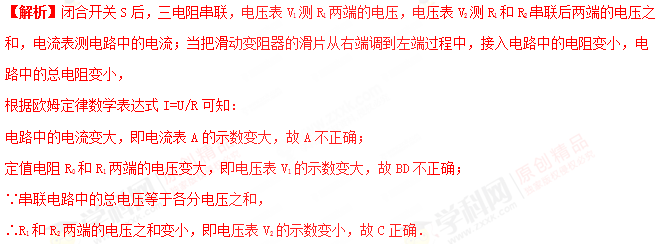 【解析】闭合开关 S 后，三电阻串联，电压表 V₁测 R₁两端的电压，电压表 V₂测 R₁和 R₂串联后两端的电压之
和，电流表测电路中的电流；当把滑动变阻器的滑片从右端调到左端过程中，接入电路中的电阻变小，电
路中的总电阻变小，
根据欧姆定律数学表达式 I=U/R 可知：
电路中的电流变大，即电流表 A 的示数变大，故 A 不正确；
定值电阻 R₀和 R₁两端的电压变大，即电压表 V₁的示数变大，故 BD 不正确；
∵串联电路中的总电压等于各分电压之和，
∴R₁和 R₂两端的电压之和变小，即电压表 V₂的示数变小，故 C 正确．